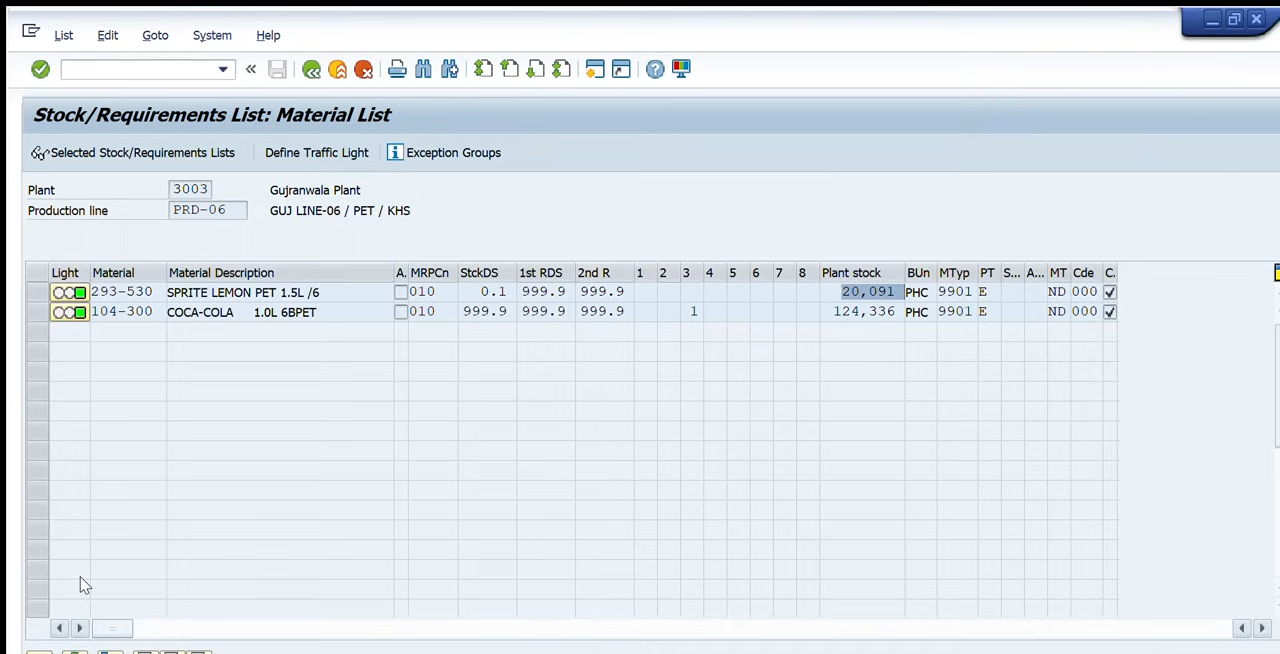 List Edit Goto System Help
Stock/Requirements List: Material List
Selected Stock/Requirements Lists Define Traffic Light Exception Groups
Plant 3003 Gujranwala Plant
Production line PRD-06 GUJ LINE-06 / PET / KHS
Light Material Material Description A. MRPCn StckDS 1st RDS 2nd R 1 2 3 4 5 6 7 8 Plant stock BUn MTyp PT S... A... MT Cde C.
293-530 SPRITE LEMON PET 1.5L /6 010 0.1 999.9 999.9 20,091 PHC 9901 E ND 000
104-300 COCA-COLA 1.0L 6BPET 010 999.9 999.9 999.9 1 124,336 PHC 9901 E ND 000